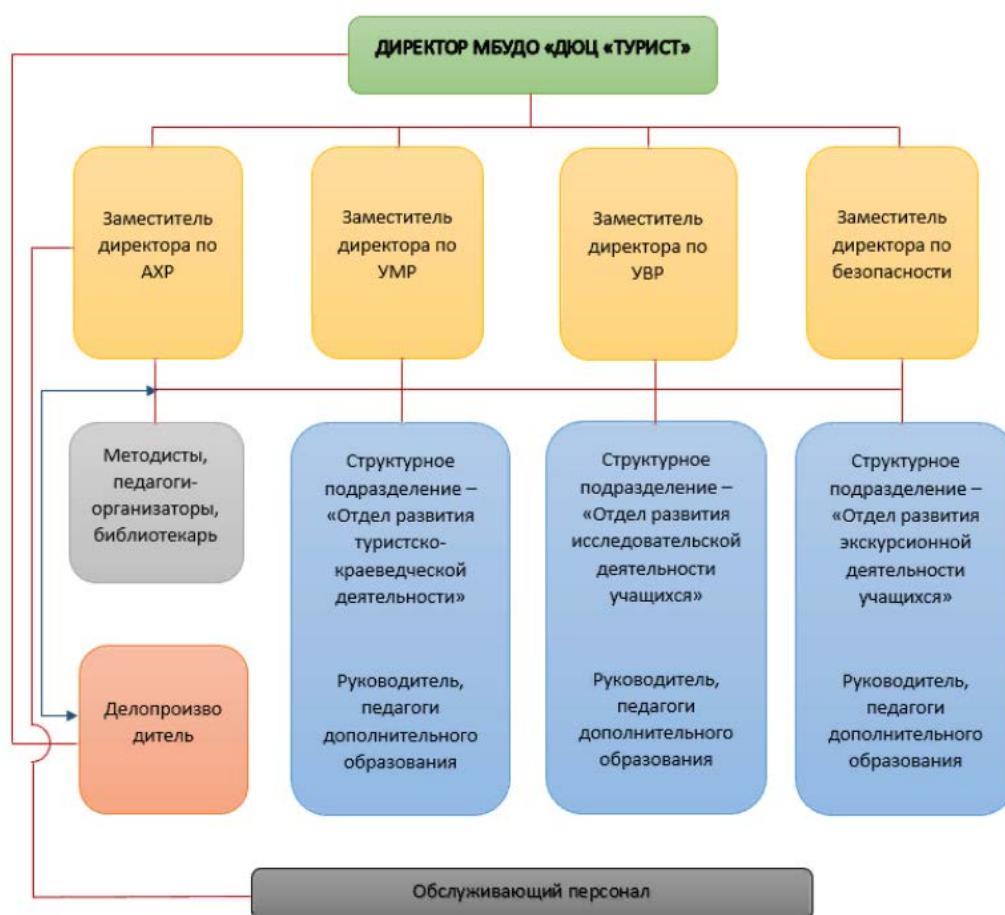 ДИРЕКТОР МБУДО «ДЮЦ «ТУРИСТ»
Заместитель
директора по
АХР
Заместитель
директора по
УМР
Заместитель
директора по
УВР
Заместитель
директора по
безопасности
Методисты,
педагоги-
организаторы,
библиотекарь
Структурное
подразделение –
«Отдел развития
туристско-
краеведческой
деятельности»
Руководитель,
педагоги
дополнительного
образования
Структурное
подразделение –
«Отдел развития
исследовательской
деятельности
учащихся»
Руководитель,
педагоги
дополнительного
образования
Структурное
подразделение –
«Отдел развития
экскурсионной
деятельности
учащихся»
Руководитель,
педагоги
дополнительного
образования
Делопроизво
дитель
Обслуживающий персонал